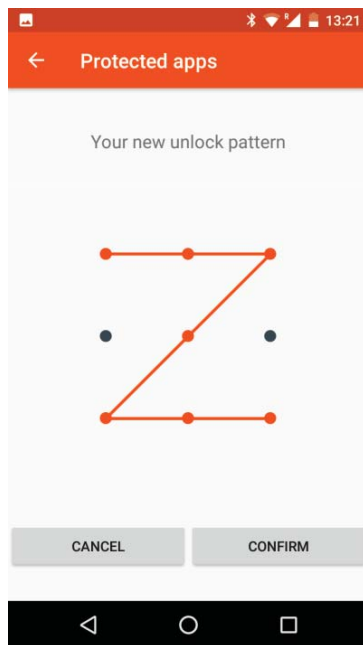 R
13:21
Protected apps
Your new unlock pattern
CANCEL
CONFIRM